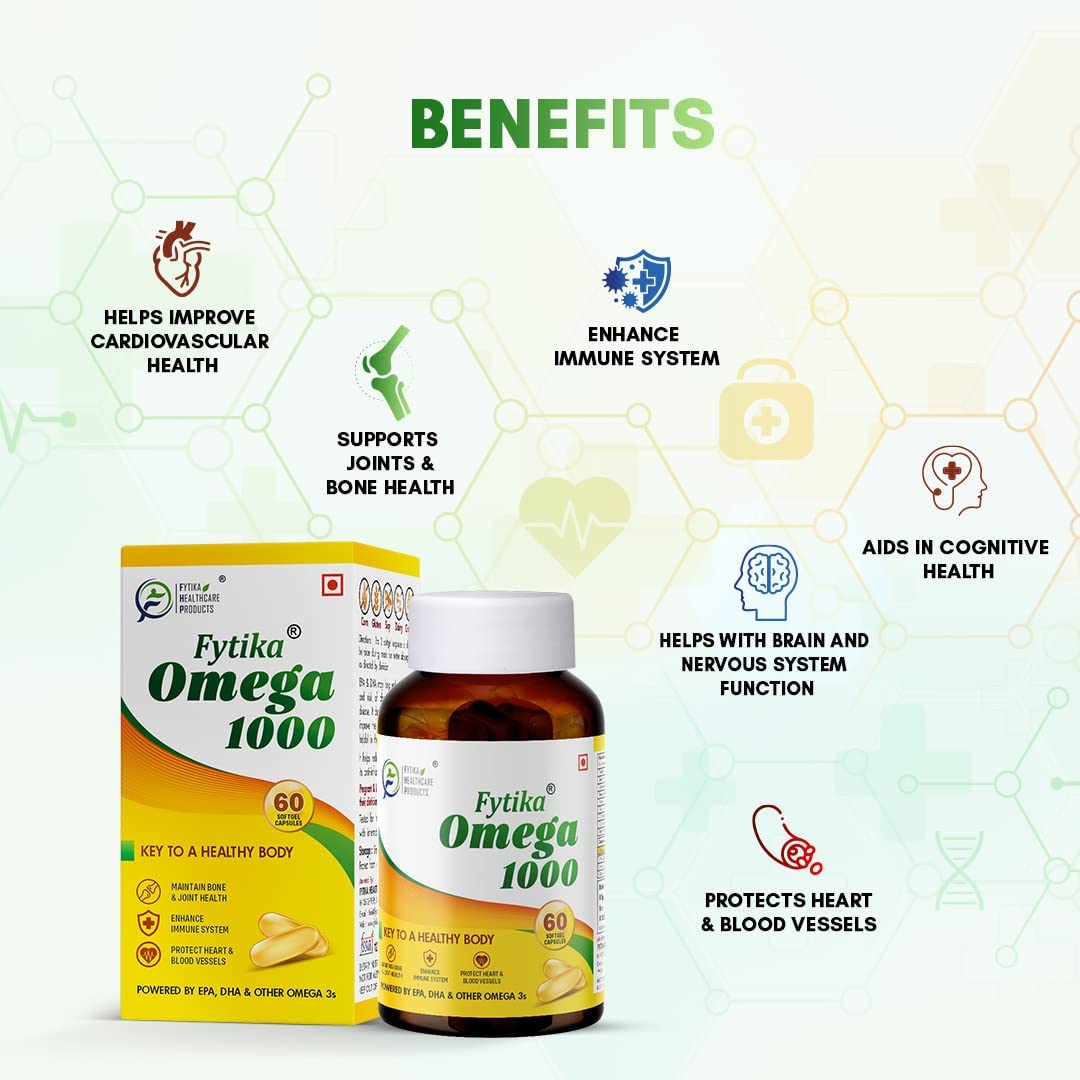 BENEFITS
HELPS IMPROVE
CARDIOVASCULAR
HEALTH
SUPPORTS
JOINTS &
BONE HEALTH
ENHANCE
IMMUNE SYSTEM
AIDS IN COGNITIVE
HEALTH
HELPS WITH BRAIN AND
NERVOUS SYSTEM
FUNCTION
PROTECTS HEART
& BLOOD VESSELS
FYTIKA
HEALTHCARE
PRODUCTS
®
Fytika®
Omega
1000
60
SOFTGEL
CAPSULES
KEY TO A HEALTHY BODY
MAINTAIN BONE
& JOINT HEALTH
ENHANCE
IMMUNE SYSTEM
PROTECT HEART &
BLOOD VESSELS
POWERED BY EPA, DHA & OTHER OMEGA 3s
Corn Gluten Soy Dairy
FYTIKA
HEALTHCARE
PRODUCTS
®
Fytika®
Omega
1000
60
SOFTGEL
CAPSULES
KEY TO A HEALTHY BODY
ENHANCE
IMMUNE SYSTEM
PROTECT HEART &
BLOOD VESSELS
POWERED BY EPA, DHA & OTHER OMEGA 3s